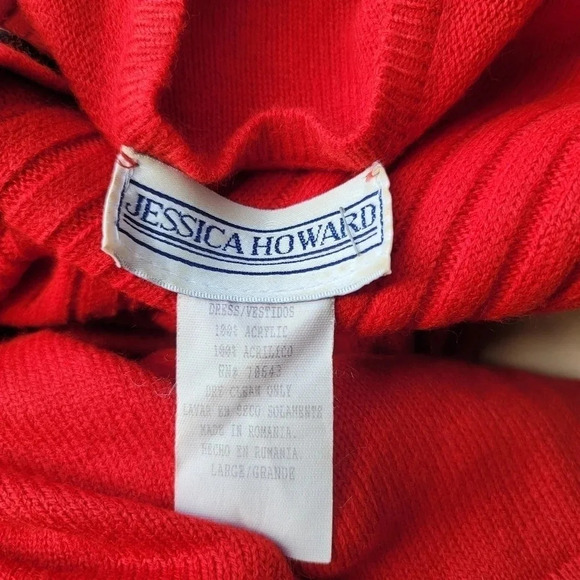 JESSICA HOWARD
DRESS/VESTIDOS
100% ACRYLIC
100% ACRILICO
RN# 70643
DRY CLEAN ONLY
LAVAR EN SECO SOLAMENTE
MADE IN ROMANIA.
HECHO EN RUMANIA.
LARGE/GRANDE